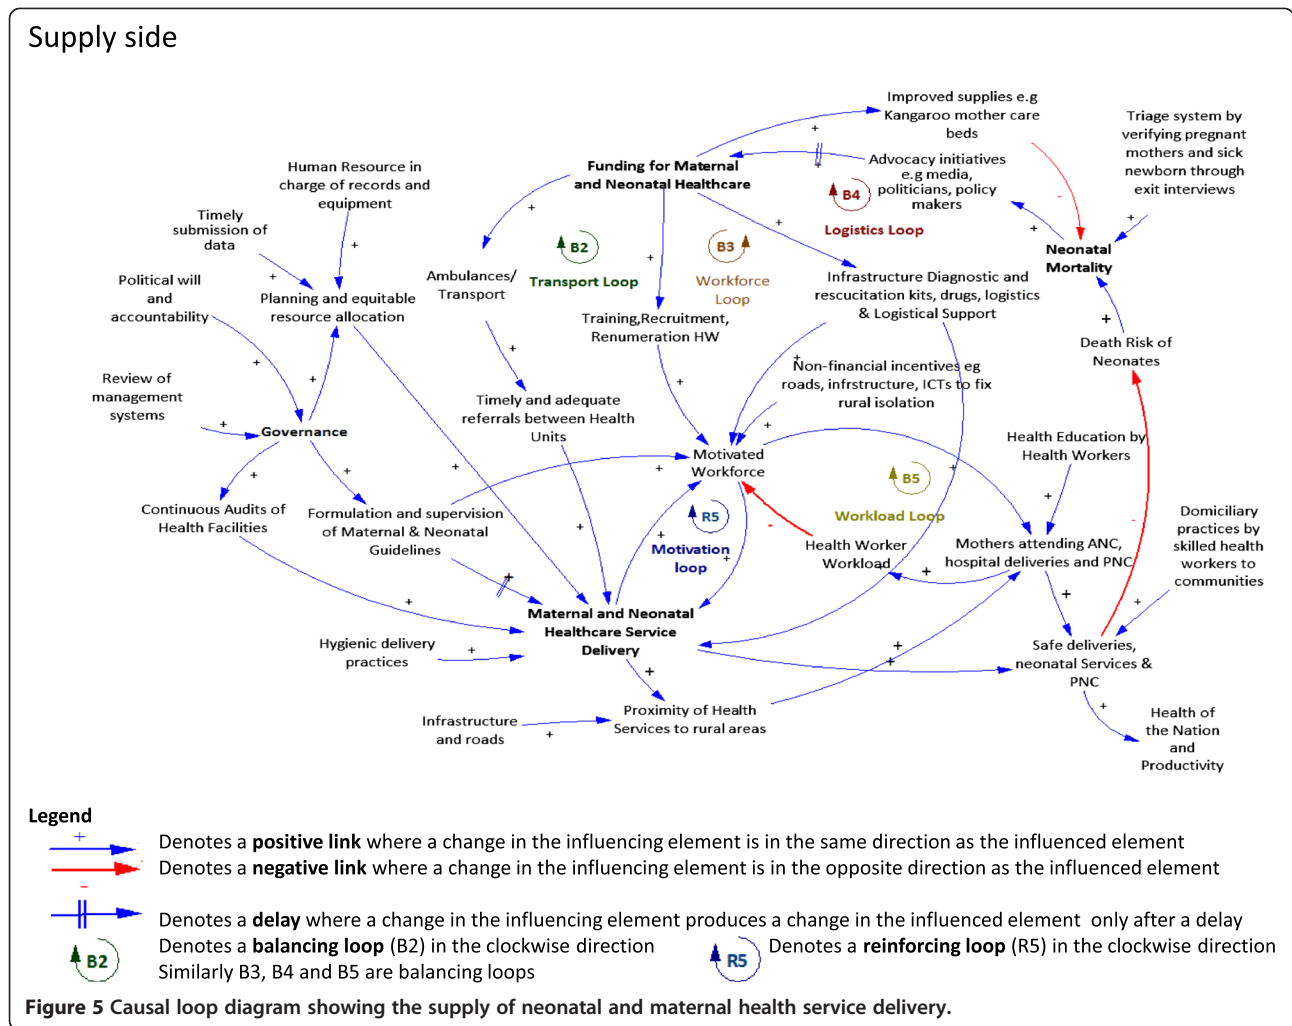 Supply side
Improved supplies e.g
Kangaroo mother care
beds
Triage system by
verifying pregnant
mothers and sick
newborn through
exit interviews
Advocacy initiatives
e.g media,
politicians, policy
makers
Funding for Maternal
and Neonatal Healthcare
Human Resource in
charge of records and
equipment
Timely
submission of
data
B4
Logistics Loop
B2
Transport Loop
B3
Workforce
Loop
Neonatal
Mortality
Political will
and
accountability
Planning and equitable
resource allocation
Ambulances/
Transport
Infrastructure Diagnostic and
rescucitation kits, drugs, logistics
& Logistical Support
Training,Recruitment,
Renumeration HW
Death Risk of
Neonates
Review of
management
systems
Non-financial incentives eg
roads, infrstructure, ICTs to fix
rural isolation
Timely and adequate
referrals between Health
Units
Governance
Health Education by
Health Workers
Motivated
Workforce
B5
Workload Loop
Continuous Audits of
Health Facilities
Formulation and supervision
of Maternal & Neonatal
Guidelines
R5
Motivation
loop
Health Worker
Workload
Mothers attending ANC,
hospital deliveries and PNC
Domiciliary
practices by
skilled health
workers to
communities
Maternal and Neonatal
Healthcare Service
Delivery
Hygienic delivery
practices
Safe deliveries,
neonatal Services &
PNC
Infrastructure
and roads
Proximity of Health
Services to rural areas
Health of
the Nation
and
Productivity
Legend
+
Denotes a positive link where a change in the influencing element is in the same direction as the influenced element
-
Denotes a negative link where a change in the influencing element is in the opposite direction as the influenced element
Denotes a delay where a change in the influencing element produces a change in the influenced element only after a delay
B2
Denotes a balancing loop (B2) in the clockwise direction
Similarly B3, B4 and B5 are balancing loops
R5
Denotes a reinforcing loop (R5) in the clockwise direction
Figure 5 Causal loop diagram showing the supply of neonatal and maternal health service delivery.